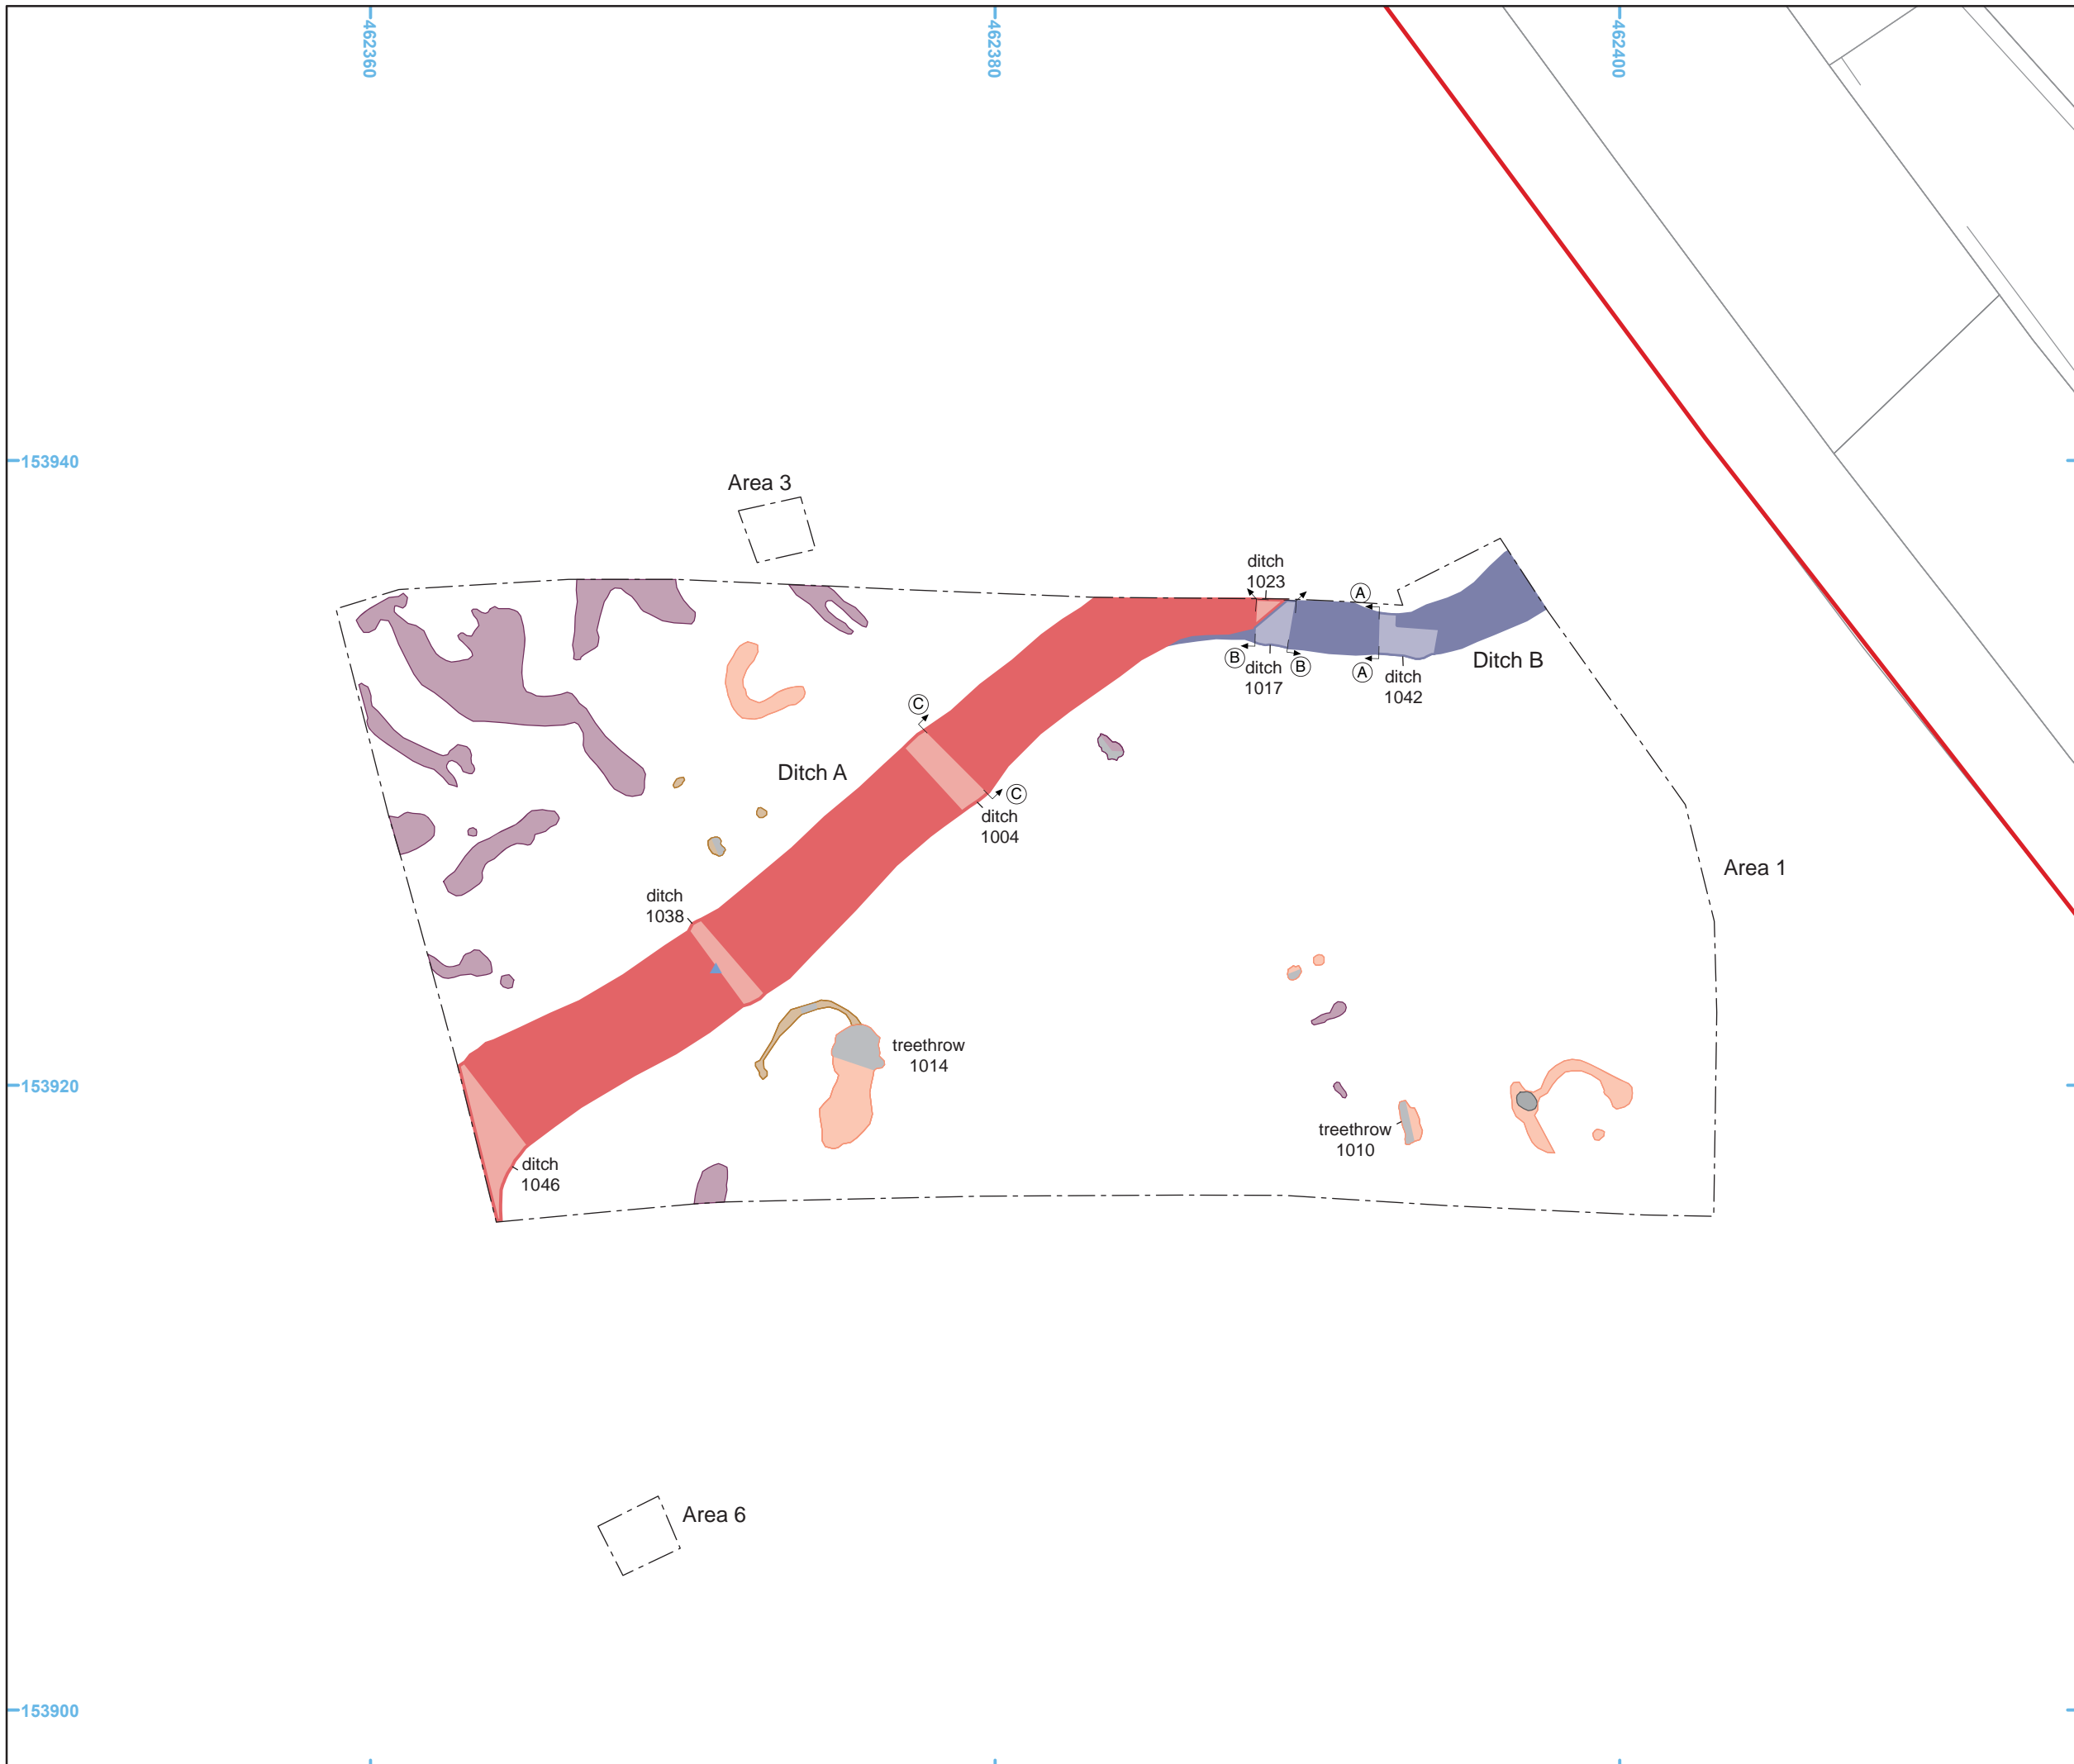 462360
462380
462400
153940
Area 3
ditch
1023
A
B
B
A
ditch
1017
ditch
1042
Ditch B
C
Ditch A
C
ditch
1004
Area 1
ditch
1038
treethrow
1014
153920
treethrow
1010
ditch
1046
Area 6
153900